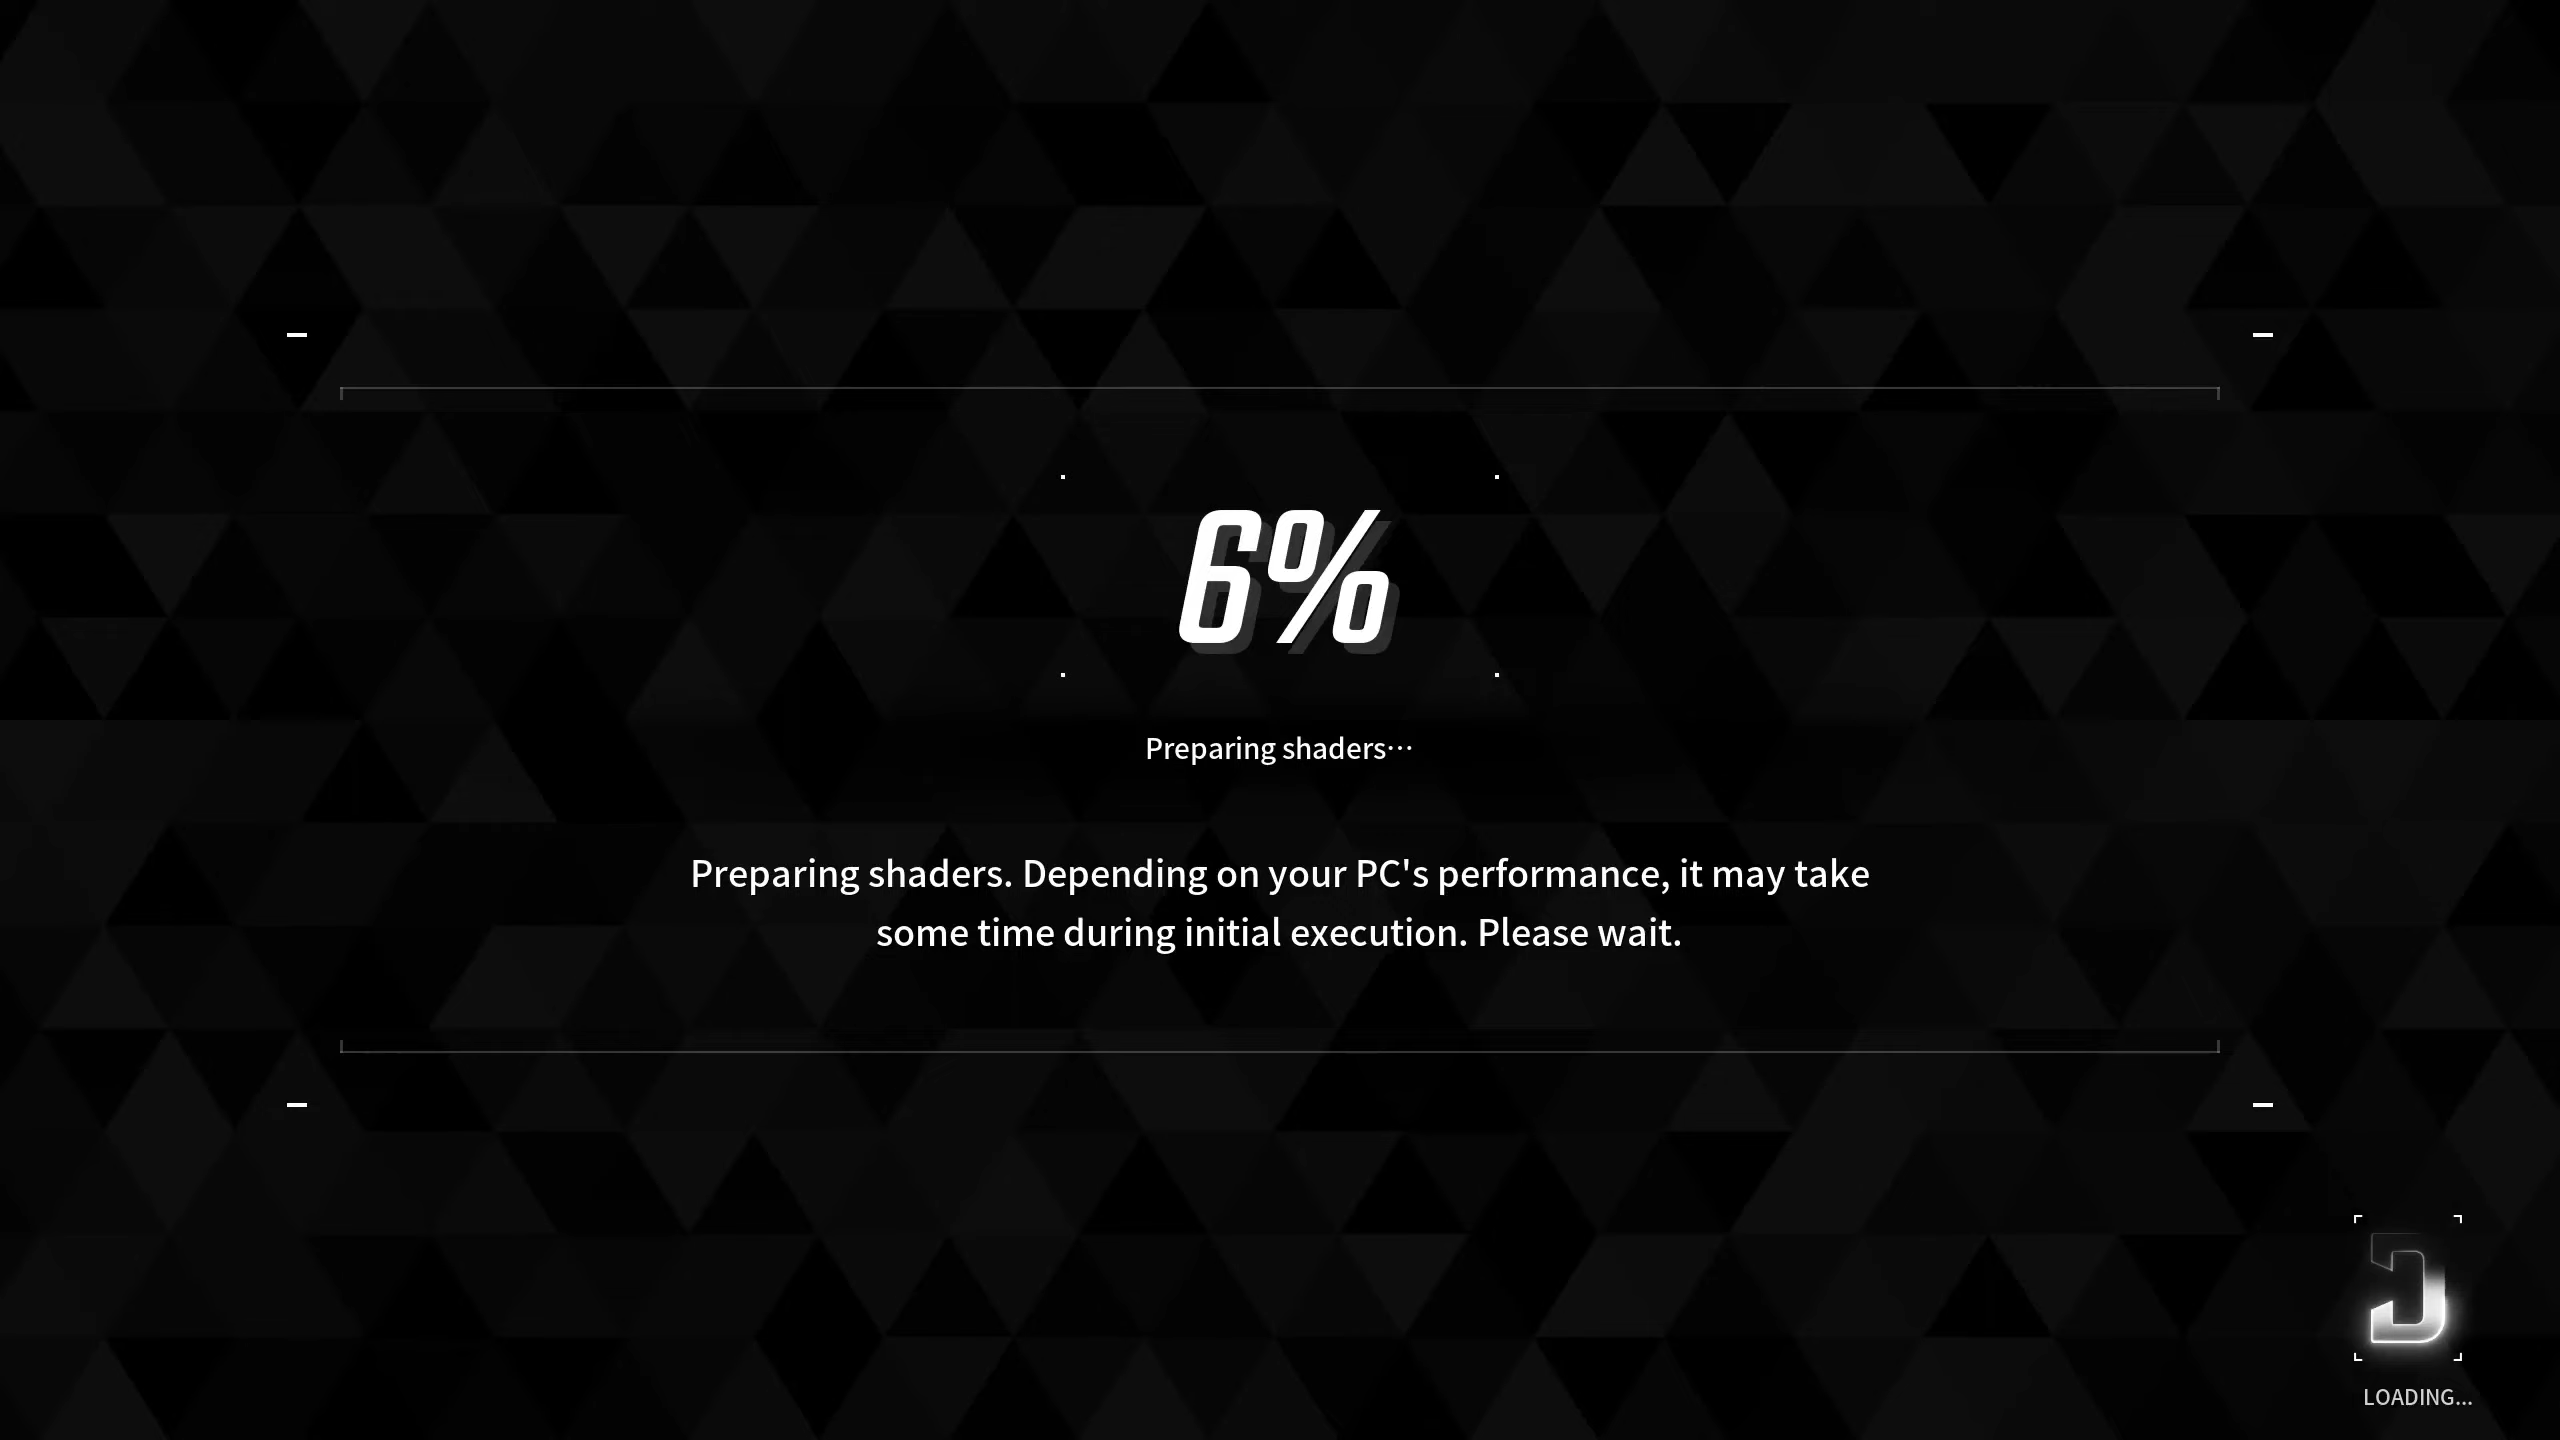 6%
Preparing shaders⋯
Preparing shaders. Depending on your PC's performance, it may take
some time during initial execution. Please wait.
LOADING...